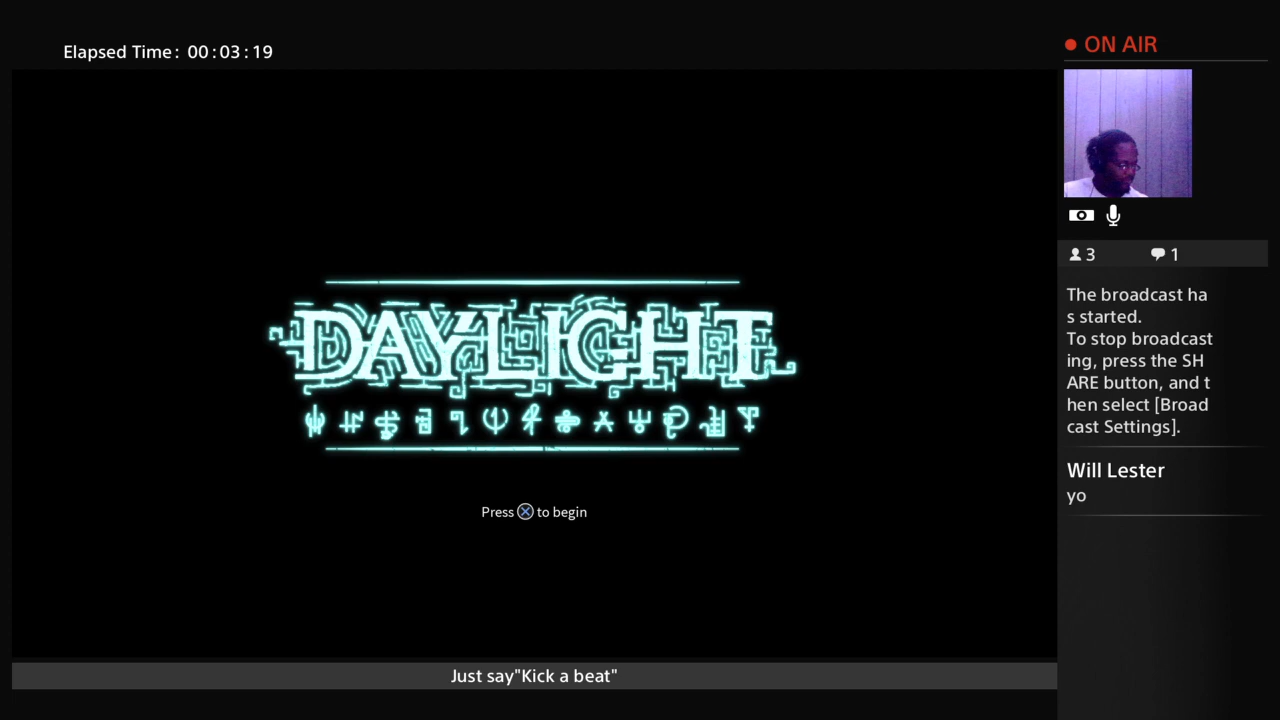 Elapsed Time: 00:03:19
ON AIR
3 1
The broadcast ha
s started.
To stop broadcast
ing, press the SH
ARE button, and t
hen select [Broad
cast Settings].
Will Lester
yo
DAYLIGHT
Press Ⓧ to begin
Just say"Kick a beat"